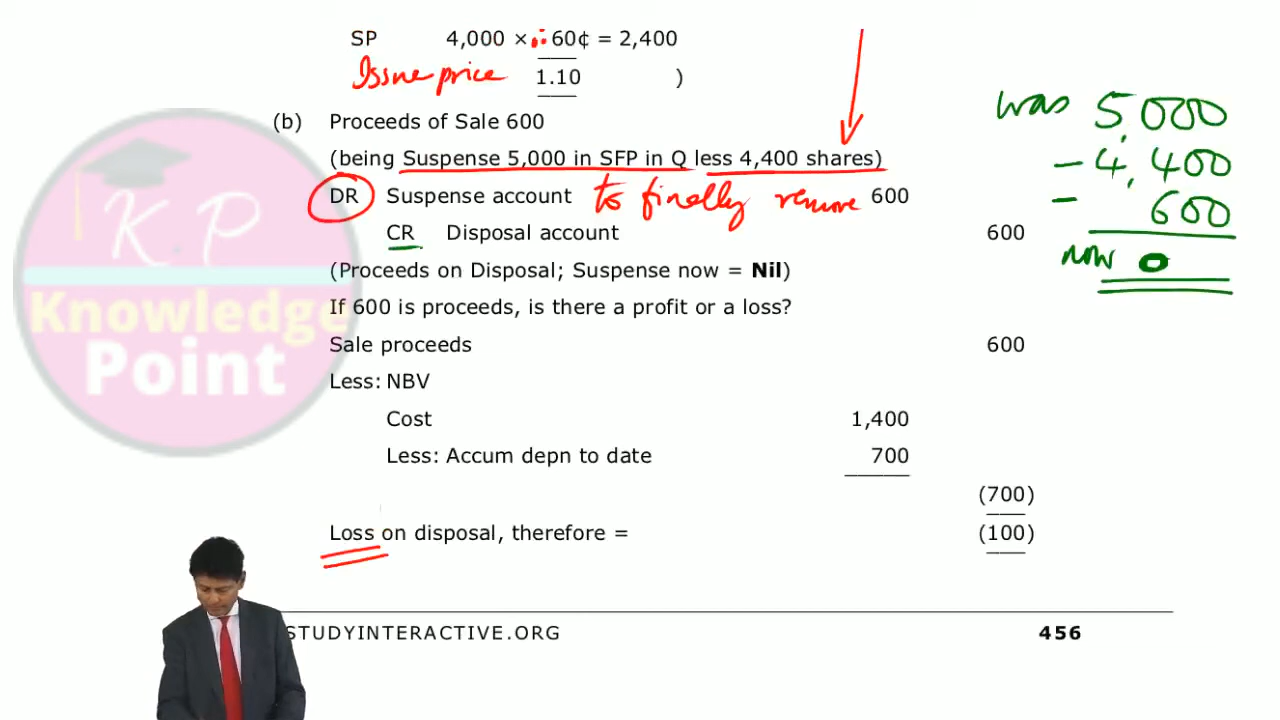 SP 4,000 × 60¢ = 2,400
Issue price 1.10 )
(b) Proceeds of Sale 600
(being Suspense 5,000 in SFP in Q less 4,400 shares)
DR Suspense account to finally remove 600
CR Disposal account 600
(Proceeds on Disposal; Suspense now = Nil)
If 600 is proceeds, is there a profit or a loss?
Sale proceeds 600
Less: NBV
Cost 1,400
Less: Accum depn to date 700
(700)
Loss on disposal, therefore = (100)
was 5,000
- 4,400
- 600
now 0
K.P
Knowledge
Point
STUDYINTERACTIVE.ORG 456